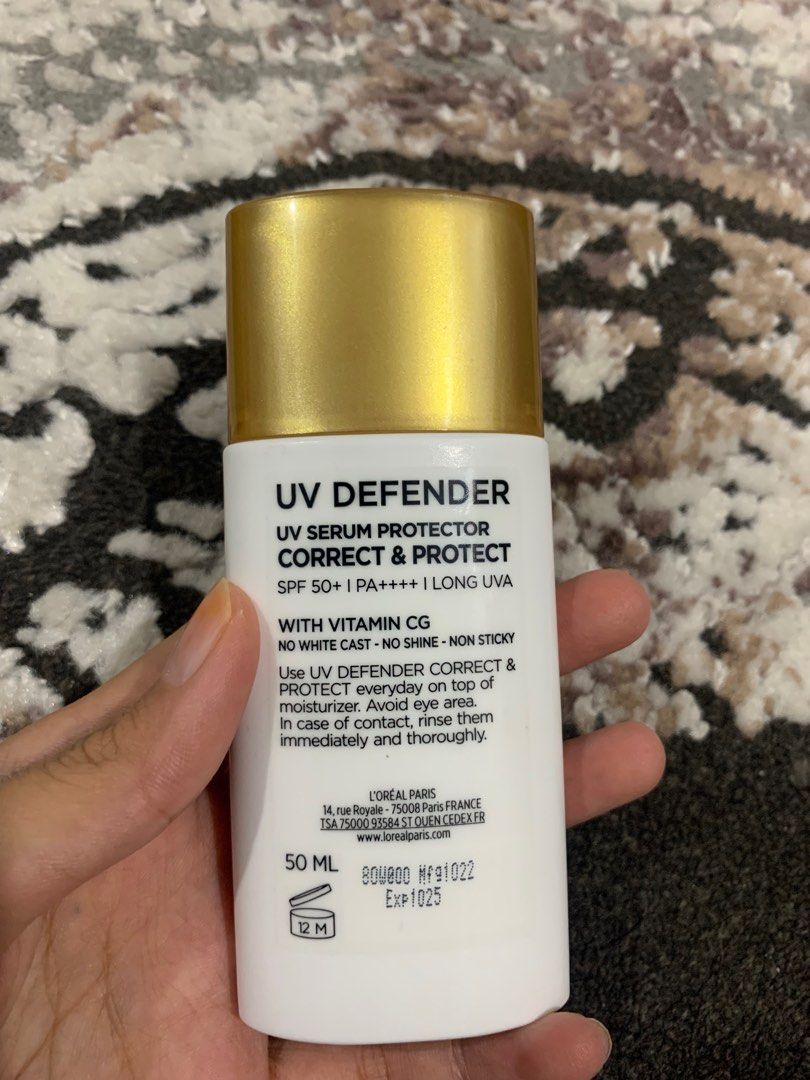 UV DEFENDER
UV SERUM PROTECTOR
CORRECT & PROTECT
SPF 50+ I PA++++ I LONG UVA
WITH VITAMIN CG
NO WHITE CAST - NO SHINE - NON STICKY
Use UV DEFENDER CORRECT &
PROTECT everyday on top of
moisturizer. Avoid eye area.
In case of contact, rinse them
immediately and thoroughly.
L'ORÉAL PARIS
14, rue Royale - 75008 Paris FRANCE
TSA 75000 93584 ST OUEN CEDEX FR
www.lorealparis.com
50 ML
80W800 Mfg1022
Exp1025
12 M